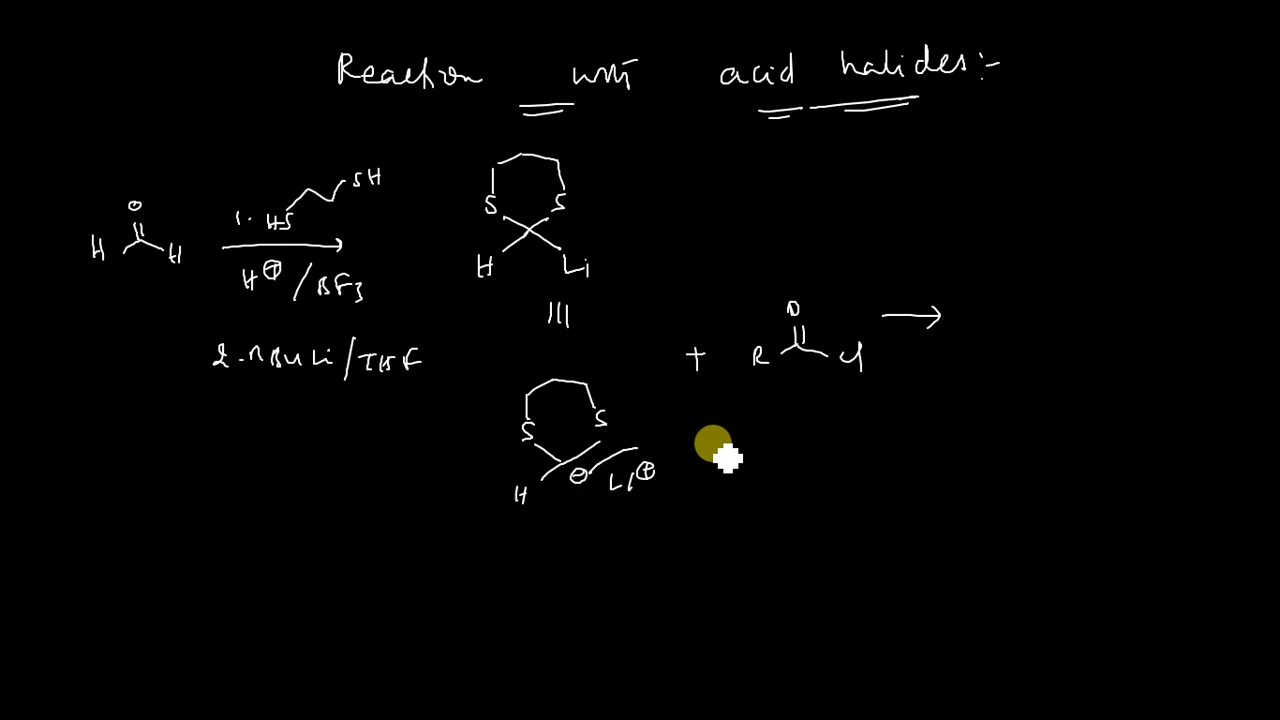 Reaction with acid halides:-
O
H H
1. HS SH
H⊕/BF3
2. nBuLi/THF
S S
H Li
|||
S S
H ⊖ Li⊕
+
O
R Cl